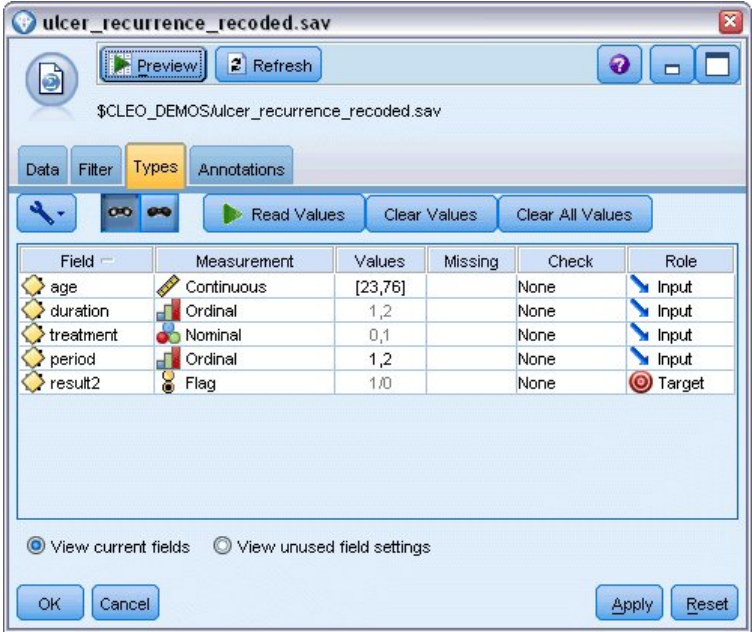 ulcer_recurrence_recoded.sav
Preview Refresh
$CLEO_DEMOS/ulcer_recurrence_recoded.sav
Data Filter Types Annotations
Read Values Clear Values Clear All Values
Field Measurement Values Missing Check Role
age Continuous [23,76] None Input
duration Ordinal 1,2 None Input
treatment Nominal 0,1 None Input
period Ordinal 1,2 None Input
result2 Flag 1/0 None Target
View current fields View unused field settings
OK Cancel Apply Reset